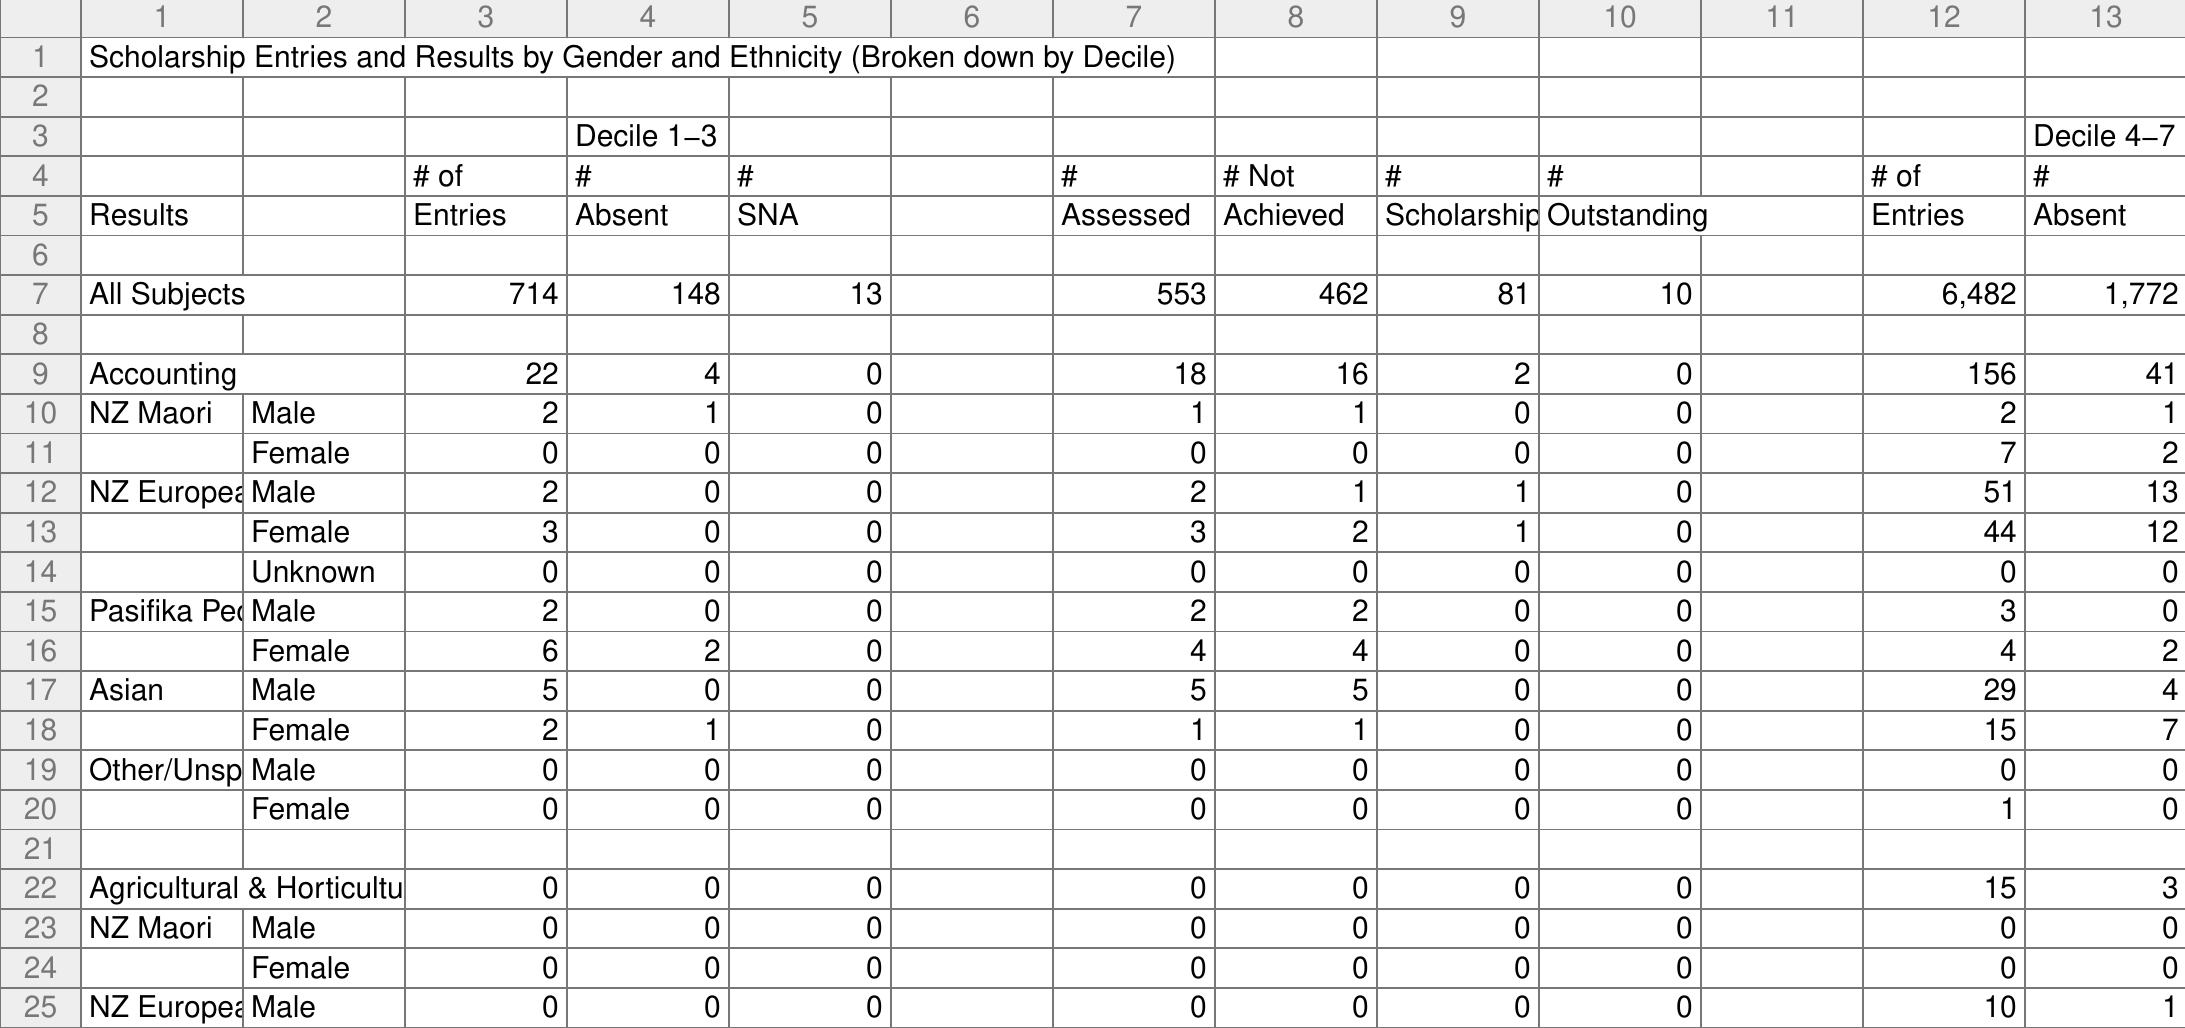 1 2 3 4 5 6 7 8 9 10 11 12 13
1 Scholarship Entries and Results by Gender and Ethnicity (Broken down by Decile)
2
3 Decile 1–3 Decile 4–7
4 # of # # # # Not # # # of #
5 Results Entries Absent SNA Assessed Achieved Scholarship Outstanding Entries Absent
6
7 All Subjects 714 148 13 553 462 81 10 6,482 1,772
8
9 Accounting 22 4 0 18 16 2 0 156 41
10 NZ Maori Male 2 1 0 1 1 0 0 2 1
11 Female 0 0 0 0 0 0 0 7 2
12 NZ Europea Male 2 0 0 2 1 1 0 51 13
13 Female 3 0 0 3 2 1 0 44 12
14 Unknown 0 0 0 0 0 0 0 0 0
15 Pasifika Peo Male 2 0 0 2 2 0 0 3 0
16 Female 6 2 0 4 4 0 0 4 2
17 Asian Male 5 0 0 5 5 0 0 29 4
18 Female 2 1 0 1 1 0 0 15 7
19 Other/Unsp Male 0 0 0 0 0 0 0 0 0
20 Female 0 0 0 0 0 0 0 1 0
21
22 Agricultural & Horticultu 0 0 0 0 0 0 0 15 3
23 NZ Maori Male 0 0 0 0 0 0 0 0 0
24 Female 0 0 0 0 0 0 0 0 0
25 NZ Europea Male 0 0 0 0 0 0 0 10 1